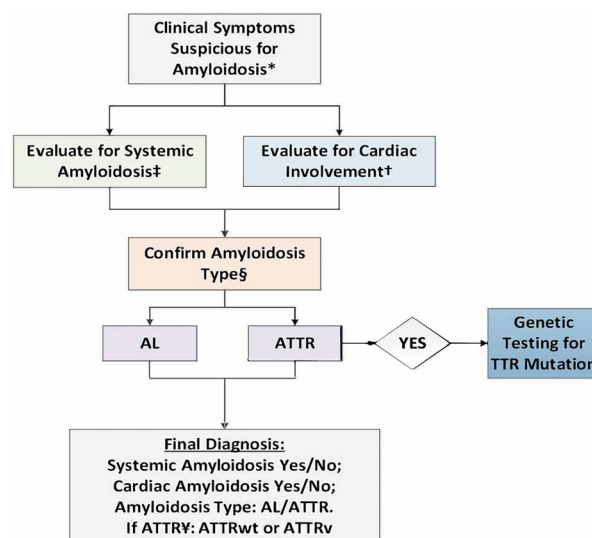 Clinical Symptoms
Suspicious for
Amyloidosis*
Evaluate for Systemic
Amyloidosis‡
Evaluate for Cardiac
Involvement†
Confirm Amyloidosis
Type§
AL
ATTR
YES
Genetic
Testing for
TTR Mutation
Final Diagnosis:
Systemic Amyloidosis Yes/No;
Cardiac Amyloidosis Yes/No;
Amyloidosis Type: AL/ATTR.
If ATTR¥: ATTRwt or ATTRv